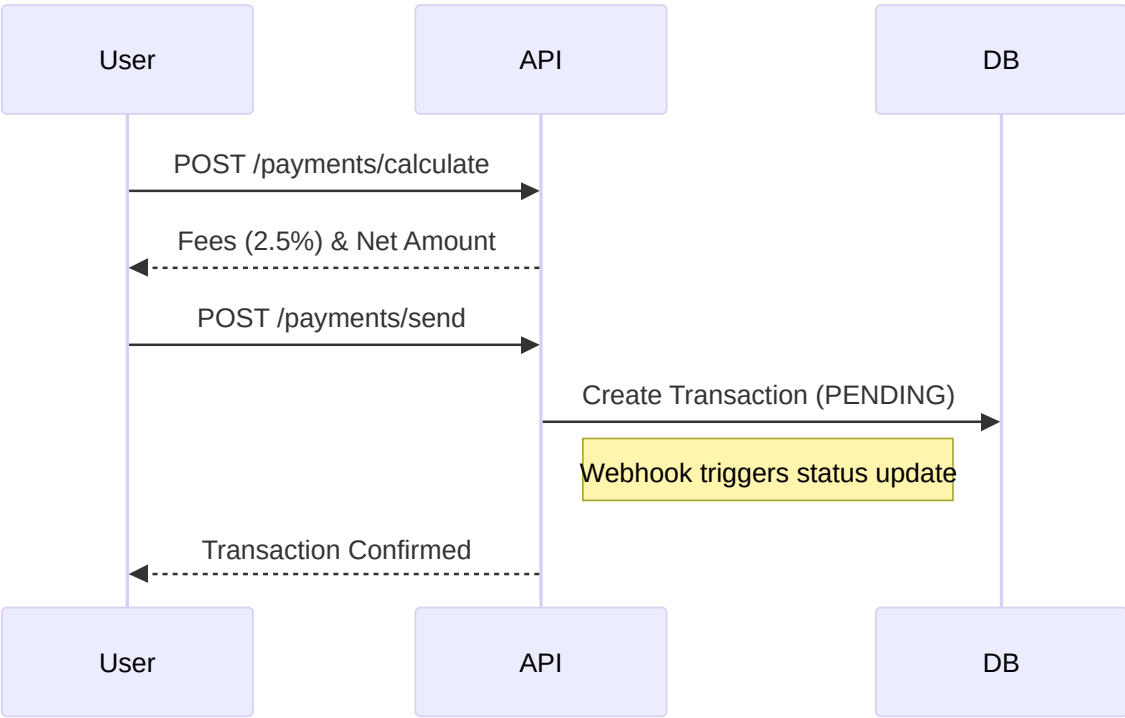 User
API
DB
POST /payments/calculate
Fees (2.5%) & Net Amount
POST /payments/send
Create Transaction (PENDING)
Webhook triggers status update
Transaction Confirmed
User
API
DB